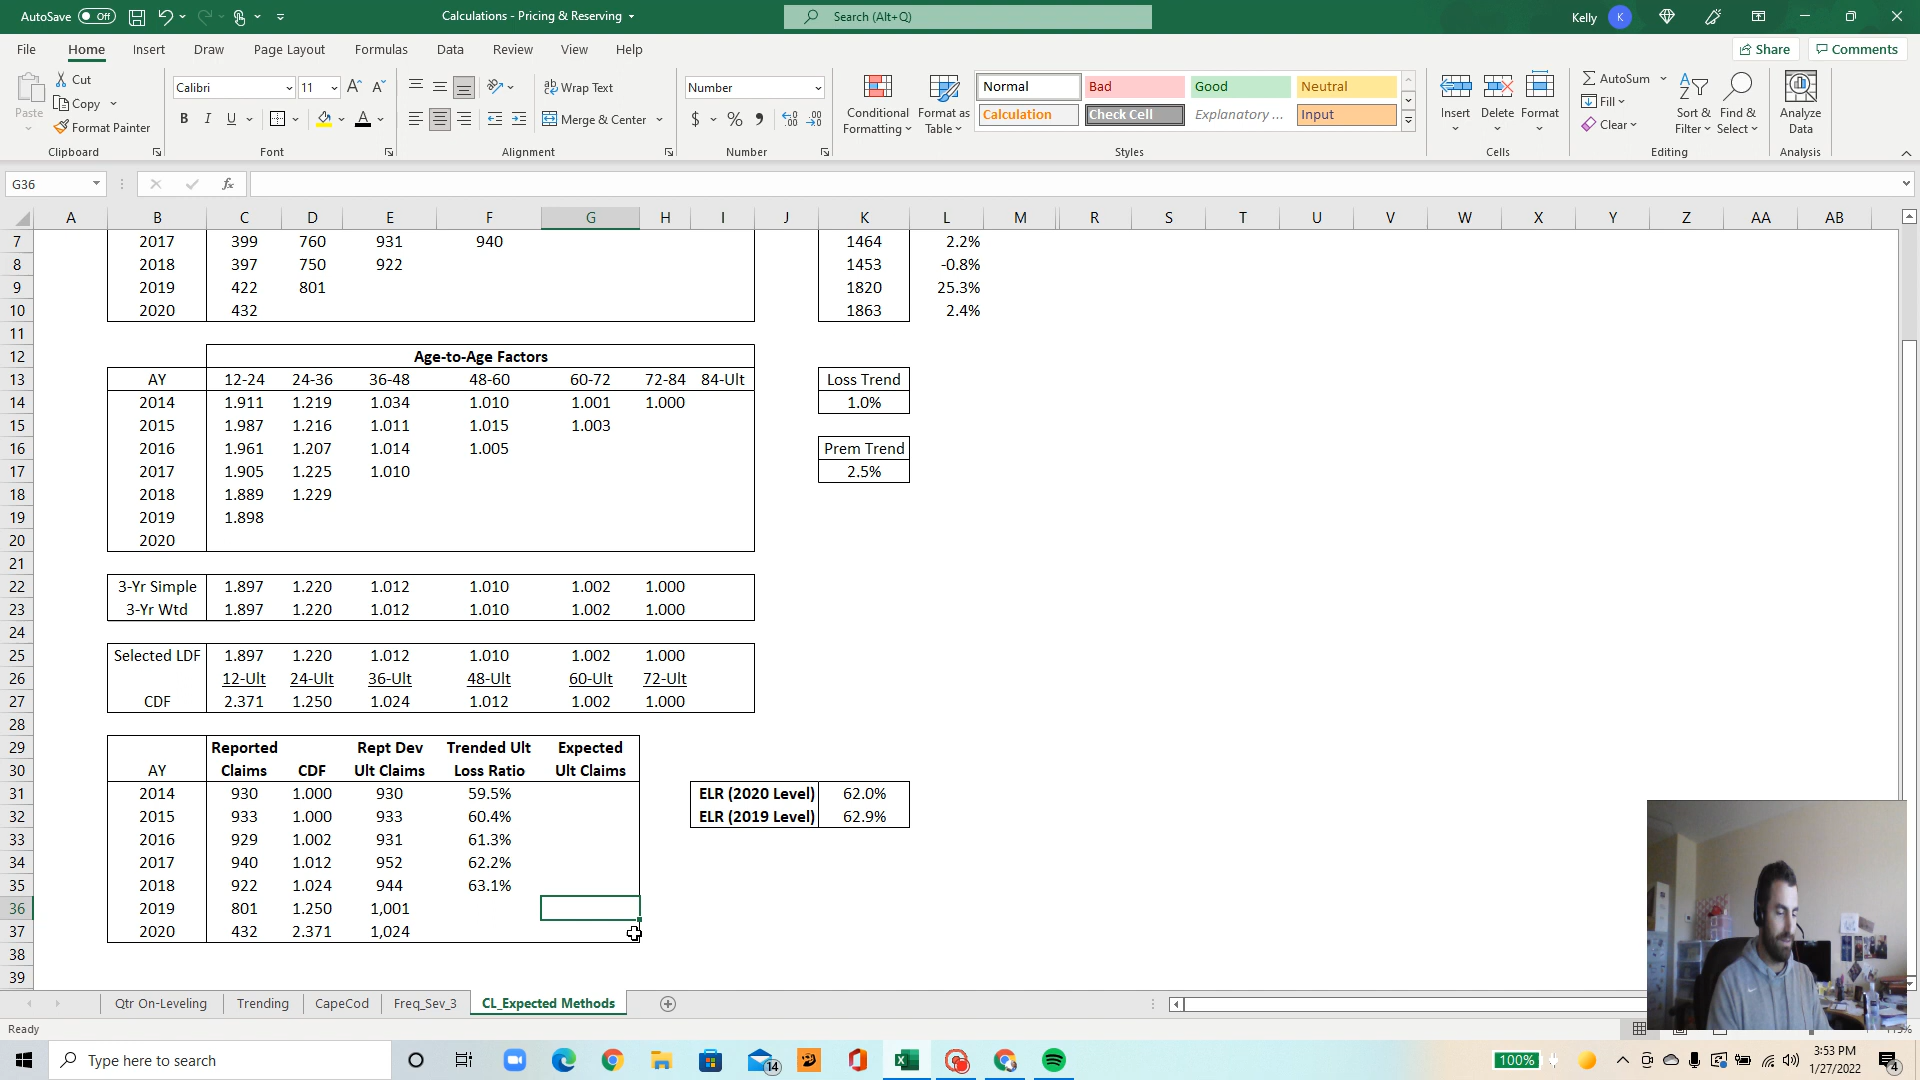 AutoSave Off Calculations - Pricing & Reserving Search (Alt+Q) Kelly K
File Home Insert Draw Page Layout Formulas Data Review View Help Share Comments
Paste Cut Copy Format Painter Clipboard
Calibri 11 A A B I U A Font
Wrap Text Merge & Center Alignment
Number $ % Number
Conditional Formatting Format as Table
Normal Bad Good Neutral
Calculation Check Cell Explanatory ... Input
Styles
Insert Delete Format Cells
AutoSum Fill Clear Sort & Filter Find & Select Editing
Analyze Data Analysis
G36 fx
A B C D E F G H I J K L M R S T U V W X Y Z AA AB
7 2017 399 760 931 940 1464 2.2%
8 2018 397 750 922 1453 -0.8%
9 2019 422 801 1820 25.3%
10 2020 432 1863 2.4%
11
12 Age-to-Age Factors
13 AY 12-24 24-36 36-48 48-60 60-72 72-84 84-Ult Loss Trend
14 2014 1.911 1.219 1.034 1.010 1.001 1.000 1.0%
15 2015 1.987 1.216 1.011 1.015 1.003
16 2016 1.961 1.207 1.014 1.005 Prem Trend
17 2017 1.905 1.225 1.010 2.5%
18 2018 1.889 1.229
19 2019 1.898
20 2020
21
22 3-Yr Simple 1.897 1.220 1.012 1.010 1.002 1.000
23 3-Yr Wtd 1.897 1.220 1.012 1.010 1.002 1.000
24
25 Selected LDF 1.897 1.220 1.012 1.010 1.002 1.000
26 12-Ult 24-Ult 36-Ult 48-Ult 60-Ult 72-Ult
27 CDF 2.371 1.250 1.024 1.012 1.002 1.000
28
29 Reported Rept Dev Trended Ult Expected
30 AY Claims CDF Ult Claims Loss Ratio Ult Claims
31 2014 930 1.000 930 59.5% ELR (2020 Level) 62.0%
32 2015 933 1.000 933 60.4% ELR (2019 Level) 62.9%
33 2016 929 1.002 931 61.3%
34 2017 940 1.012 952 62.2%
35 2018 922 1.024 944 63.1%
36 2019 801 1.250 1,001
37 2020 432 2.371 1,024
38
39
Qtr On-Leveling Trending CapeCod Freq_Sev_3 CL_Expected Methods
Ready
Type here to search 14 100% 3:53 PM
1/27/2022 4